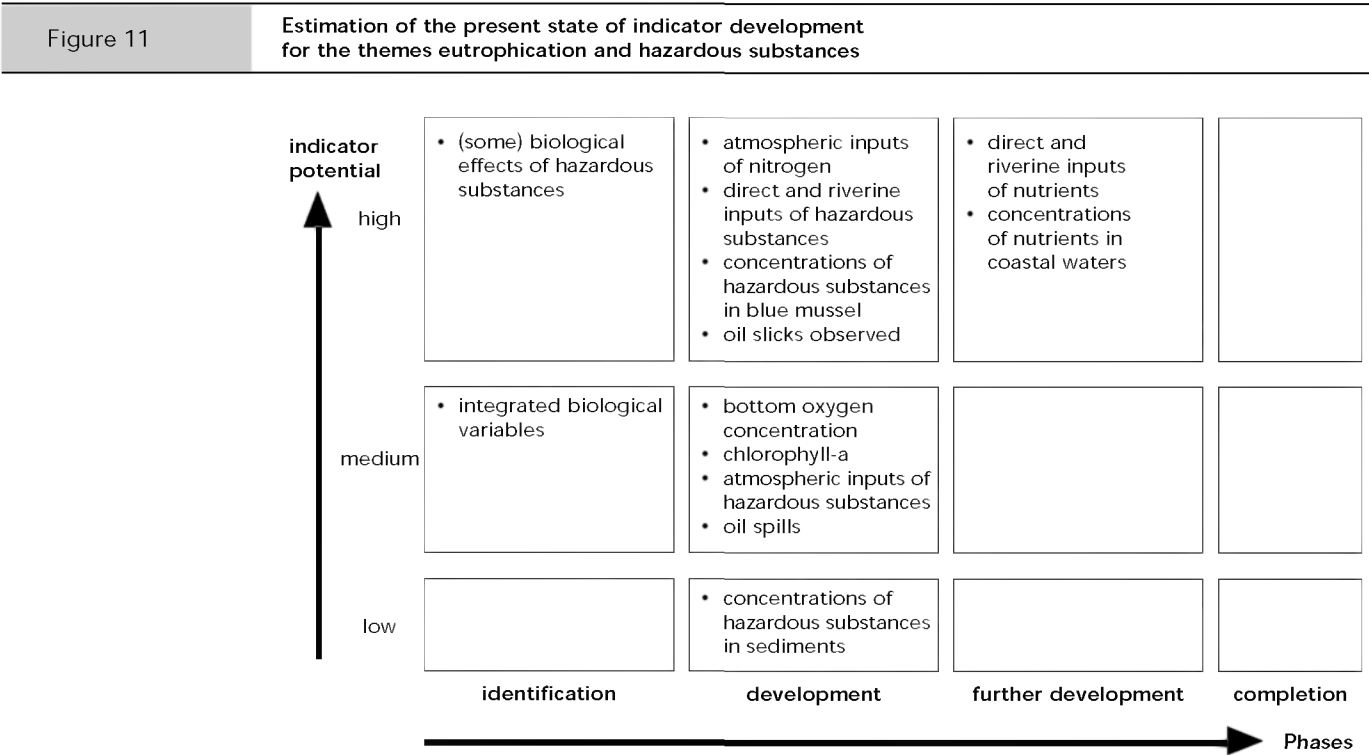 Figure 11
Estimation of the present state of indicator development
for the themes eutrophication and hazardous substances
indicator
potential
high
• (some) biological
effects of hazardous
substances
• atmospheric inputs
of nitrogen
• direct and riverine
inputs of hazardous
substances
• concentrations of
hazardous substances
in blue mussel
• oil slicks observed
• direct and
riverine inputs
of nutrients
• concentrations
of nutrients in
coastal waters
medium
• integrated biological
variables
• bottom oxygen
concentration
• chlorophyll-a
• atmospheric inputs of
hazardous substances
• oil spills
low
• concentrations of
hazardous substances
in sediments
identification
development
further development
completion
Phases